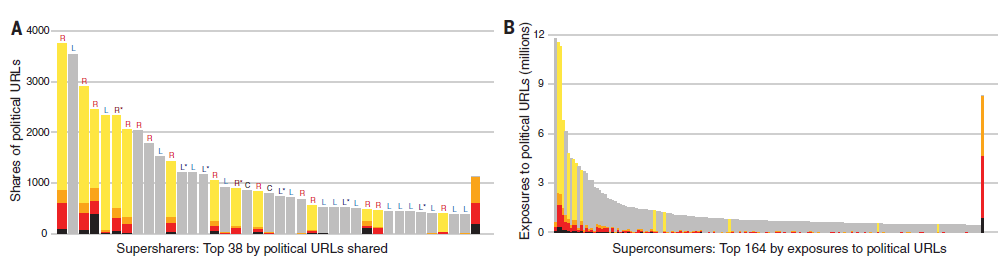 A
Shares of political URLs
4000
3000
2000
1000
0
R
L
R
R
L R*
R R
R
L
R
L* L L*
R
L R* C R C L* L R
R L L L* L R R L L L L* L R L L
Supersharers: Top 38 by political URLs shared
B
Exposures to political URLs (millions)
12
9
6
3
0
Superconsumers: Top 164 by exposures to political URLs